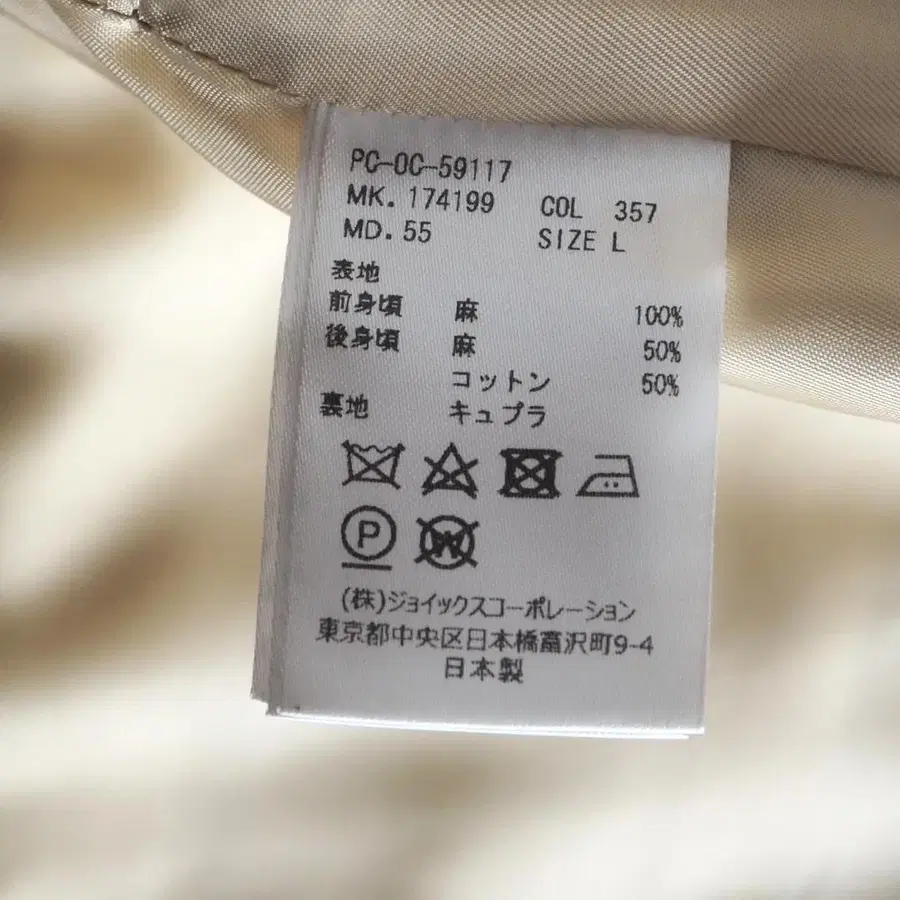 PC-OC-59117
MK. 174199 COL 357
MD. 55 SIZE L
表地
前身頃 麻 100%
後身頃 麻 50%
コットン 50%
裏地 キュプラ
P W
(株)ジョイックスコーポレーション
東京都中央区日本橋富沢町9-4
日本製